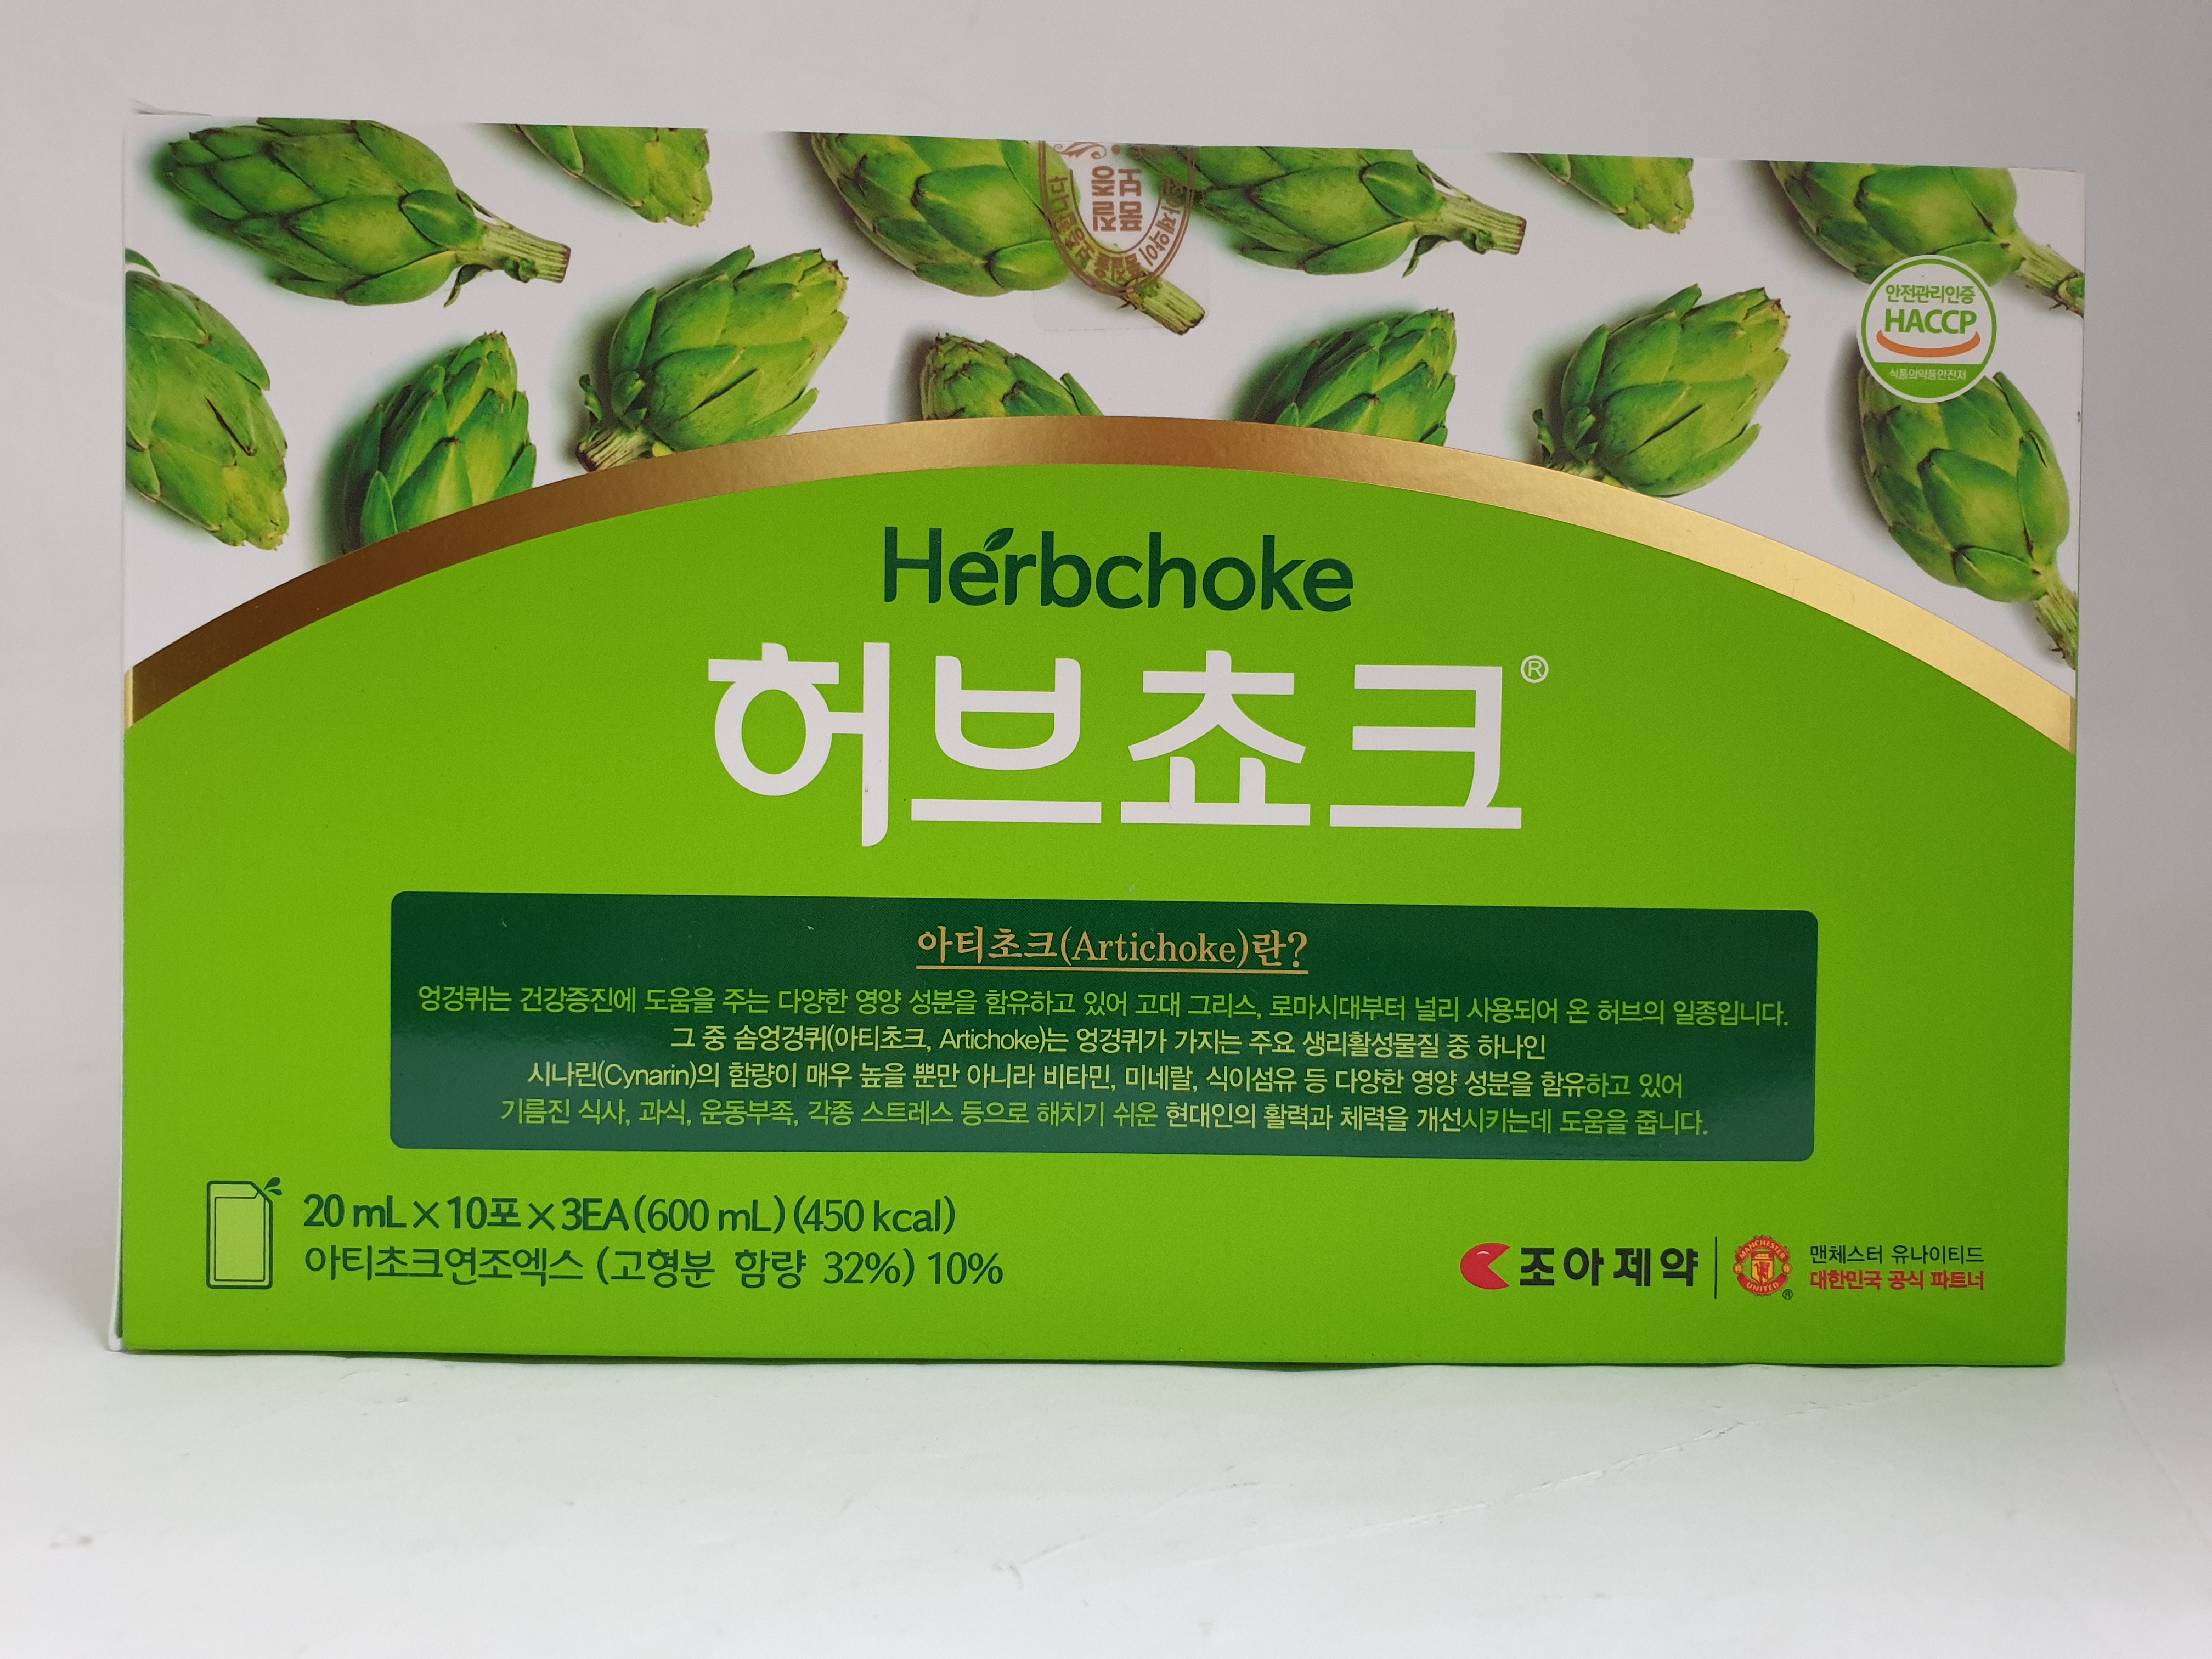 진품
보증
안전관리인증
HACCP
식품의약품안전처
Herbchoke
허브쵸크®
아티초크(Artichoke)란?
엉겅퀴는 건강증진에 도움을 주는 다양한 영양 성분을 함유하고 있어 고대 그리스, 로마시대부터 널리 사용되어 온 허브의 일종입니다.
그 중 솜엉겅퀴(아티초크, Artichoke)는 엉겅퀴가 가지는 주요 생리활성물질 중 하나인
시나린(Cynarin)의 함량이 매우 높을 뿐만 아니라 비타민, 미네랄, 식이섬유 등 다양한 영양 성분을 함유하고 있어
기름진 식사, 과식, 운동부족, 각종 스트레스 등으로 해치기 쉬운 현대인의 활력과 체력을 개선시키는데 도움을 줍니다.
20 mL×10포×3EA(600 mL)(450 kcal)
아티초크연조엑스 (고형분 함량 32%) 10%
조아제약
MANCHESTER
UNITED
®
맨체스터 유나이티드
대한민국 공식 파트너